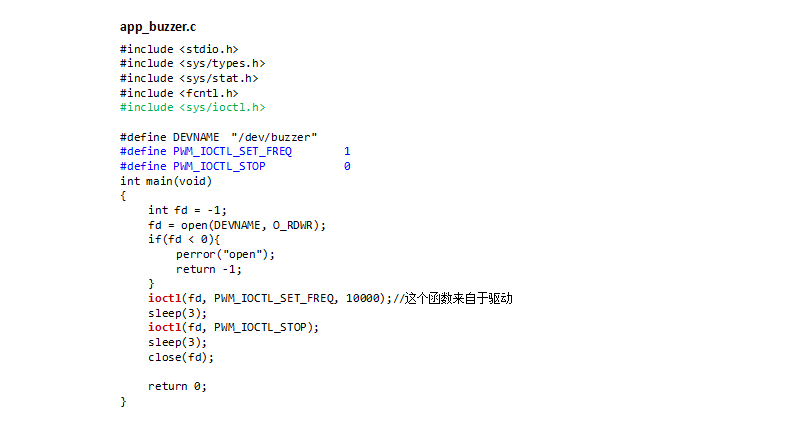 app_buzzer.c
#include <stdio.h>
#include <sys/types.h>
#include <sys/stat.h>
#include <fcntl.h>
#include <sys/ioctl.h>
#define DEVNAME "/dev/buzzer"
#define PWM_IOCTL_SET_FREQ 1
#define PWM_IOCTL_STOP 0
int main(void)
{
int fd = -1;
fd = open(DEVNAME, O_RDWR);
if(fd < 0){
perror("open");
return -1;
}
ioctl(fd, PWM_IOCTL_SET_FREQ, 10000);//这个函数来自于驱动
sleep(3);
ioctl(fd, PWM_IOCTL_STOP);
sleep(3);
close(fd);
return 0;
}